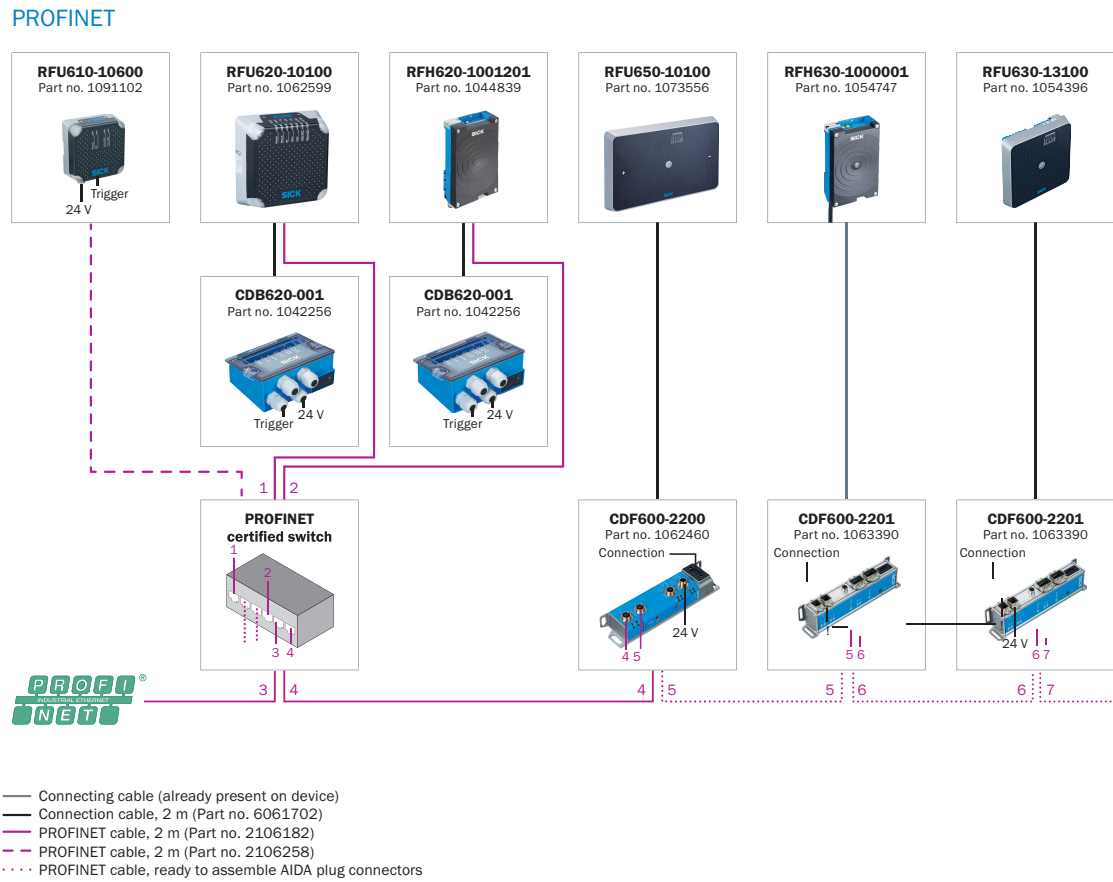 PROFINET
RFU610-10600
Part no. 1091102
Trigger
24 V
RFU620-10100
Part no. 1062599
SICK
RFH620-1001201
Part no. 1044839
SICK
RFU650-10100
Part no. 1073556
SICK
RFH630-1000001
Part no. 1054747
SICK
RFU630-13100
Part no. 1054396
SICK
SICK
CDB620-001
Part no. 1042256
SICK
24 V
Trigger
CDB620-001
Part no. 1042256
SICK
24 V
Trigger
1 2
PROFINET
certified switch
1
2
3 4
CDF600-2200
Part no. 1062460
Connection
24 V
4 5
CDF600-2201
Part no. 1063390
Connection
5 6
CDF600-2201
Part no. 1063390
Connection
24 V
6 7
PROFI
INDUSTRIAL ETHERNET
NET
®
3 4
4 5
5 6
6 7
Connecting cable (already present on device)
Connection cable, 2 m (Part no. 6061702)
PROFINET cable, 2 m (Part no. 2106182)
PROFINET cable, 2 m (Part no. 2106258)
PROFINET cable, ready to assemble AIDA plug connectors